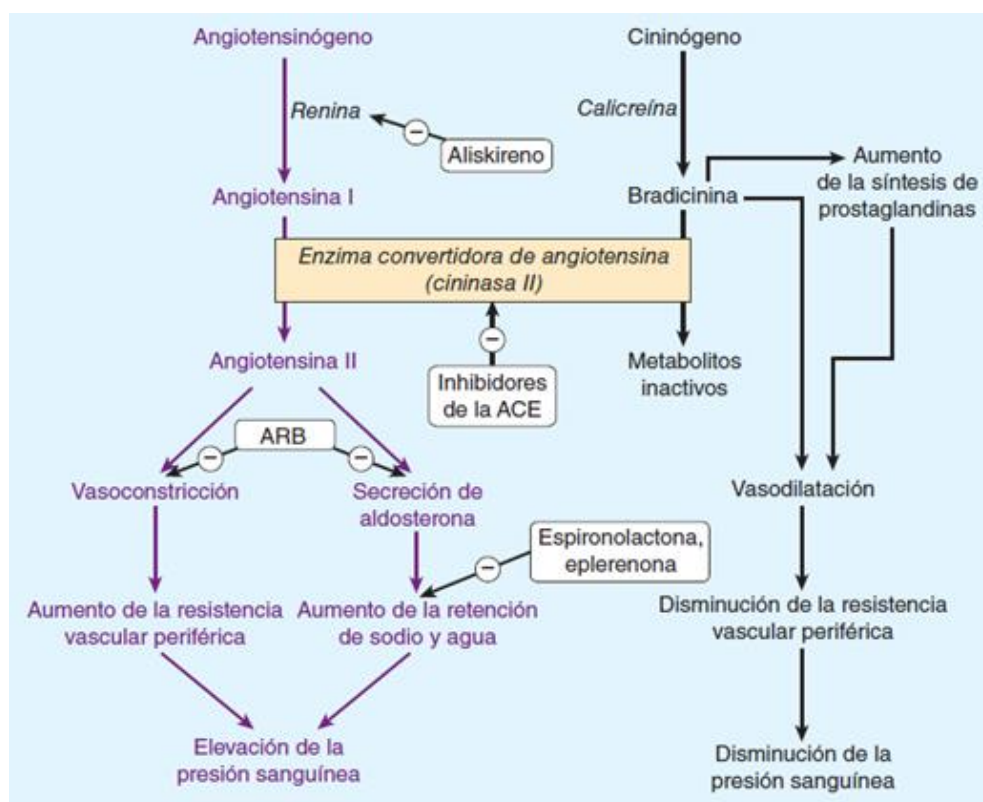 Angiotensinógeno
Cininógeno
Renina
Calicreína
−
Aliskireno
Aumento
de la síntesis de
prostaglandinas
Angiotensina I
Bradicinina
Enzima convertidora de angiotensina
(cininasa II)
−
Angiotensina II
Inhibidores
de la ACE
Metabolitos
inactivos
ARB
−
−
Vasoconstricción
Secreción de
aldosterona
Vasodilatación
Espironolactona,
eplerenona
−
Aumento de la resistencia
vascular periférica
Aumento de la retención
de sodio y agua
Disminución de la resistencia
vascular periférica
Elevación de la
presión sanguínea
Disminución de la
presión sanguínea